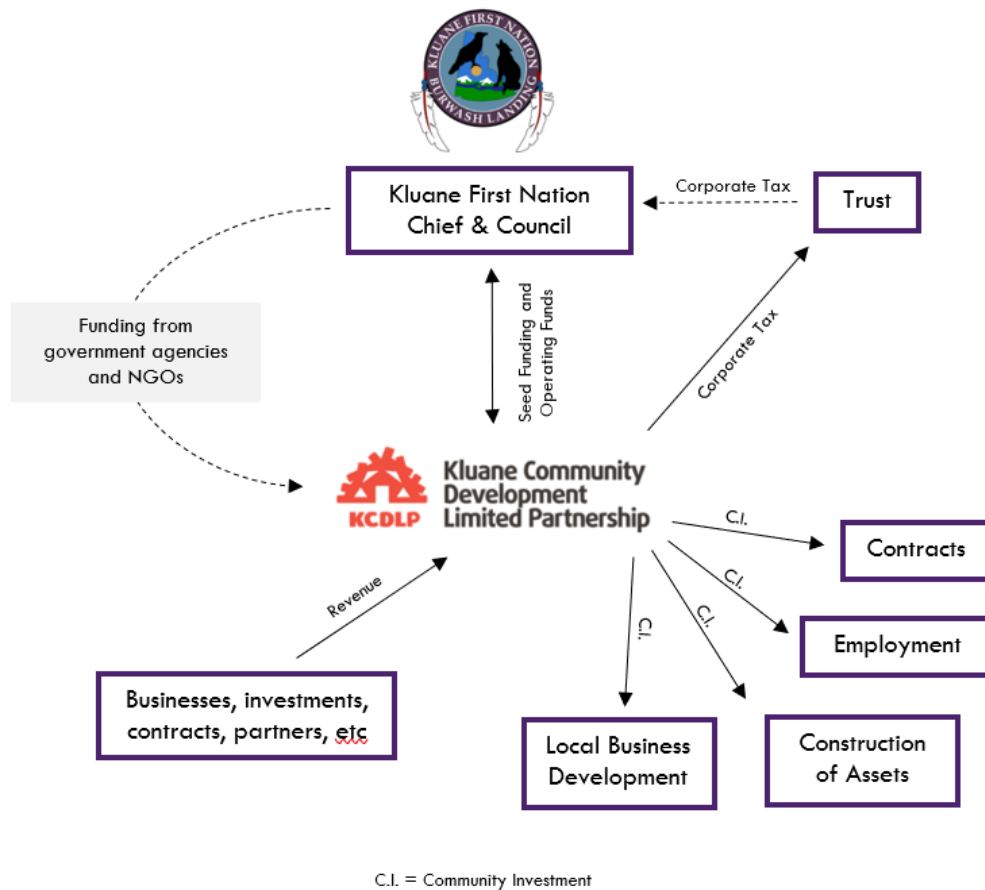 KLUANE FIRST NATION
BURWASH LANDING
Kluane First Nation
Chief & Council
Corporate Tax
Trust
Funding from
government agencies
and NGOs
Seed Funding and
Operating Funds
Corporate Tax
KCDLP
Kluane Community
Development
Limited Partnership
C.I.
Contracts
C.I.
Employment
C.I.
Construction
of Assets
C.I.
Local Business
Development
Revenue
Businesses, investments,
contracts, partners, etc
C.I. = Community Investment